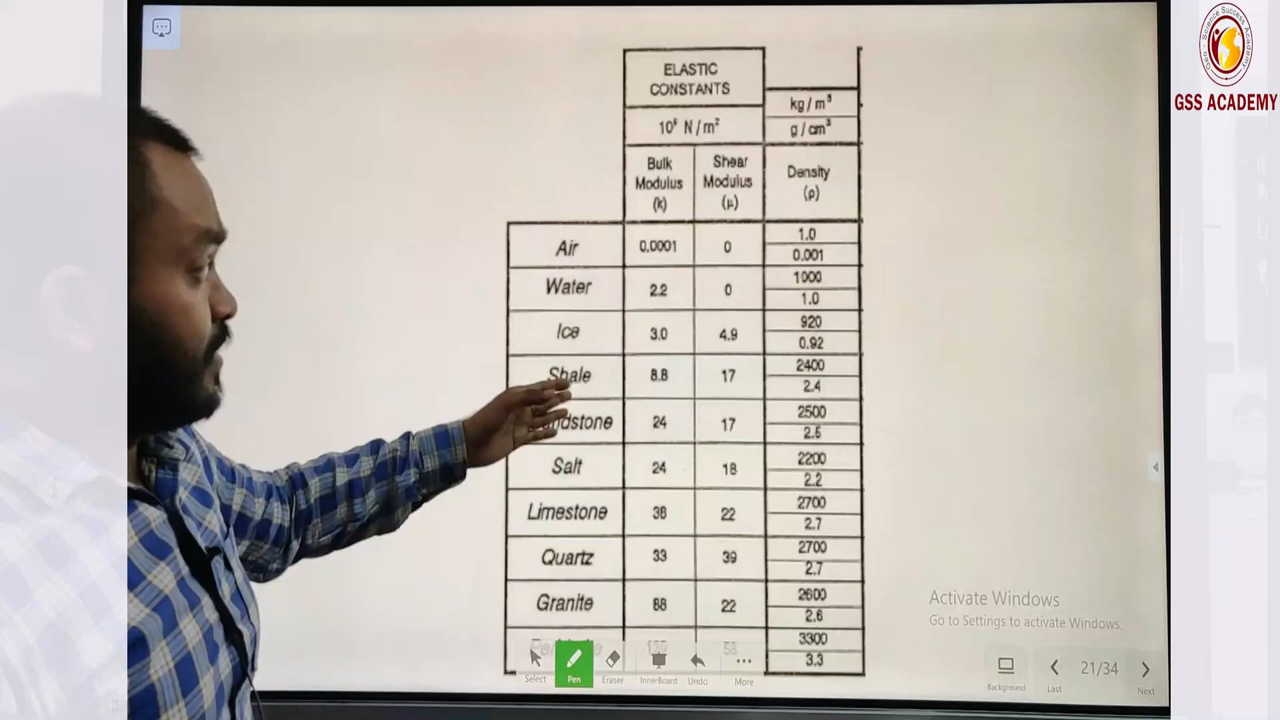 Geo - Science Success Academy
GSS ACADEMY
ELASTIC
CONSTANTS
kg / m³
10⁹ N / m²
g / cm³
Bulk
Modulus
(k)
Shear
Modulus
(μ)
Density
(ρ)
Air 0.0001 0 1.0
0.001
Water 2.2 0 1000
1.0
Ice 3.0 4.9 920
0.92
Shale 8.8 17 2400
2.4
24 17 2500
2.5
Salt 24 18 2200
2.2
Limestone 38 22 2700
2.7
Quartz 33 39 2700
2.7
Granite 88 22 2600
2.6
3300
3.3
Activate Windows
Go to Settings to activate Windows.
Select
Pen
Eraser
InnerBoard
Undo
More
Background
Last
21/34
Next